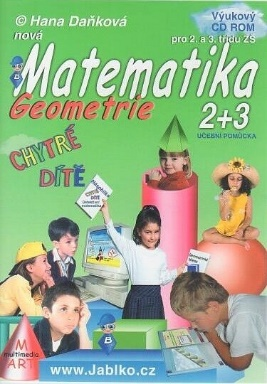 © Hana Daňková
Výukový
CD ROM
pro 2. a 3. třídu ZŠ
nová
Matematika
Geometrie
2+3
UČEBNÍ POMŮCKA
CHYTRÉ
DÍTĚ
M
multimedia
ART
B
www.Jablko.cz